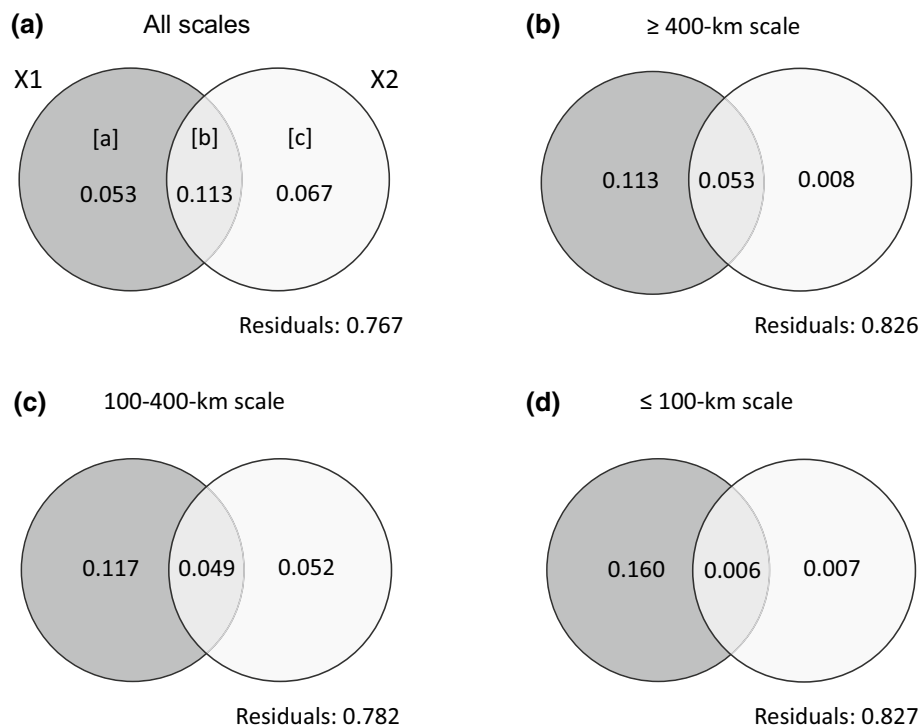 (a) All scales
X1 X2
[a] [b] [c]
0.053 0.113 0.067
Residuals: 0.767
(b) ≥ 400-km scale
0.113 0.053 0.008
Residuals: 0.826
(c) 100-400-km scale
0.117 0.049 0.052
Residuals: 0.782
(d) ≤ 100-km scale
0.160 0.006 0.007
Residuals: 0.827